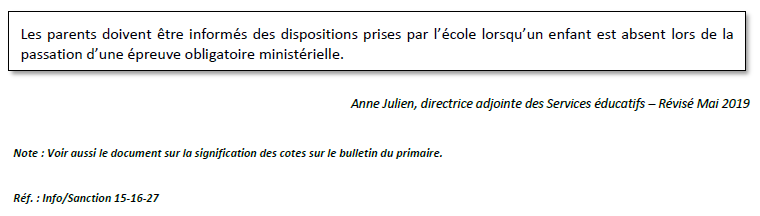 Les parents doivent être informés des dispositions prises par l’école lorsqu’un enfant est absent lors de la
passation d’une épreuve obligatoire ministérielle.
Anne Julien, directrice adjointe des Services éducatifs – Révisé Mai 2019
Note : Voir aussi le document sur la signification des cotes sur le bulletin du primaire.
Réf. : Info/Sanction 15-16-27